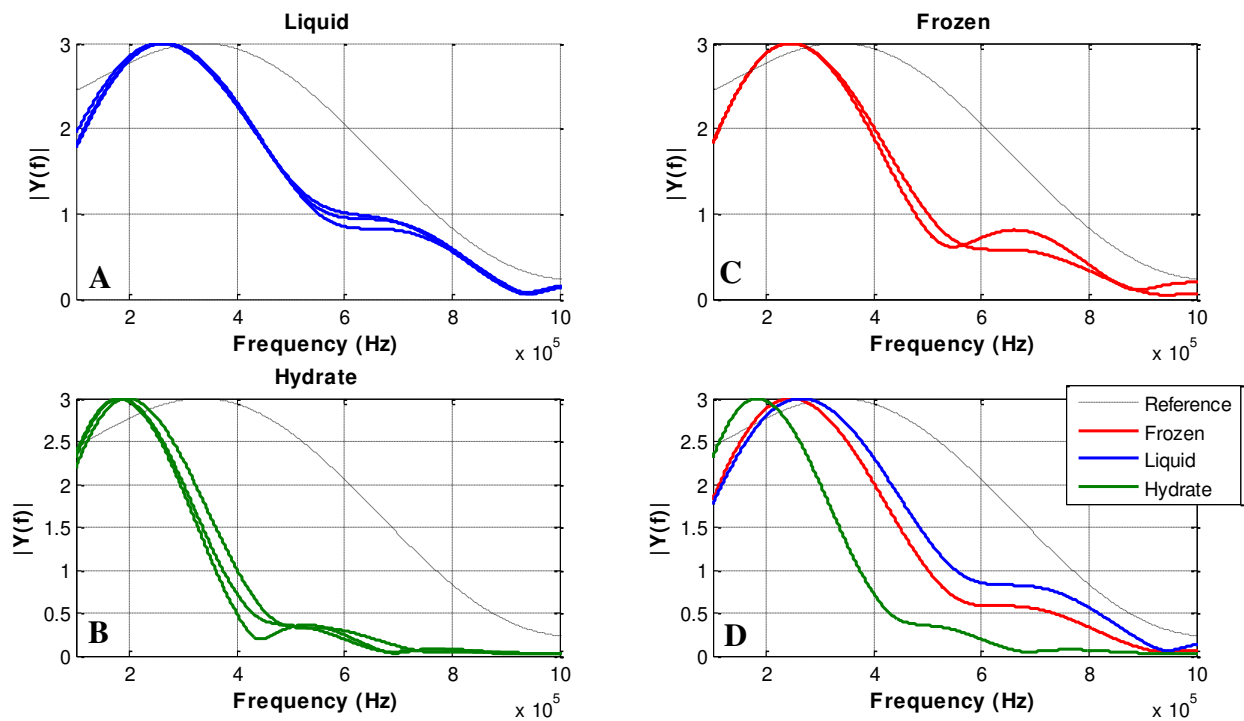 Liquid
3
2
1
0
|Y(f)|
A
2 4 6 8 10
Frequency (Hz)
x 10^5
Frozen
3
2
1
0
|Y(f)|
C
2 4 6 8 10
Frequency (Hz)
x 10^5
Hydrate
3
2.5
2
1.5
1
0.5
0
|Y(f)|
B
2 4 6 8 10
Frequency (Hz)
x 10^5
3
2.5
2
1.5
1
0.5
0
|Y(f)|
D
Reference
Frozen
Liquid
Hydrate
2 4 6 8 10
Frequency (Hz)
x 10^5